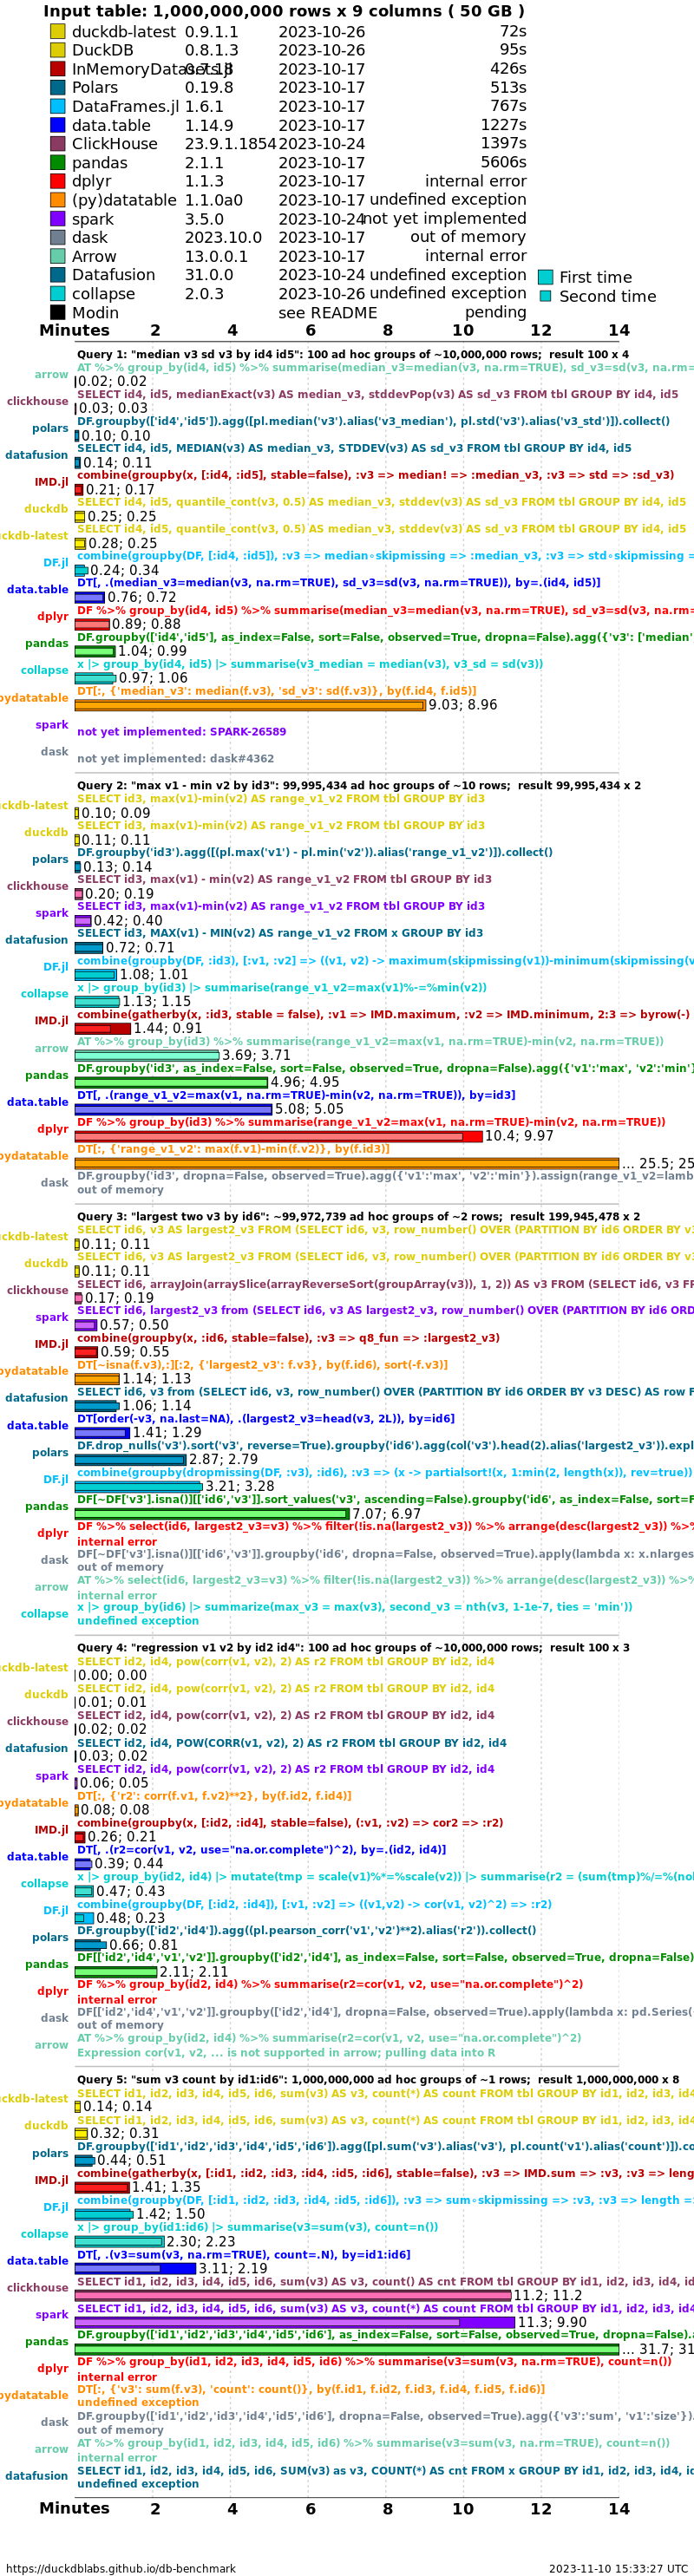 Input table: 1,000,000,000 rows x 9 columns ( 50 GB )
duckdb-latest 0.9.1.1 2023-10-26 72s
DuckDB 0.8.1.3 2023-10-26 95s
InMemoryDatasets.jl 0.7.18 2023-10-17 426s
Polars 0.19.8 2023-10-17 513s
DataFrames.jl 1.6.1 2023-10-17 767s
data.table 1.14.9 2023-10-17 1227s
ClickHouse 23.9.1.1854 2023-10-24 1397s
pandas 2.1.1 2023-10-17 5606s
dplyr 1.1.3 2023-10-17 internal error
(py)datatable 1.1.0a0 2023-10-17 undefined exception
spark 3.5.0 2023-10-24 not yet implemented
dask 2023.10.0 2023-10-17 out of memory
Arrow 13.0.0.1 2023-10-17 internal error
Datafusion 31.0.0 2023-10-24 undefined exception
First time
collapse 2.0.3 2023-10-26 undefined exception
Second time
Modin see README pending
Minutes 2 4 6 8 10 12 14
Query 1: "median v3 sd v3 by id4 id5": 100 ad hoc groups of ~10,000,000 rows; result 100 x 4
AT %>% group_by(id4, id5) %>% summarise(median_v3=median(v3, na.rm=TRUE), sd_v3=sd(v3, na.rm=
arrow 0.02; 0.02
SELECT id4, id5, medianExact(v3) AS median_v3, stddevPop(v3) AS sd_v3 FROM tbl GROUP BY id4, id5
clickhouse 0.03; 0.03
DF.groupby(['id4','id5']).agg([pl.median('v3').alias('v3_median'), pl.std('v3').alias('v3_std')]).collect()
polars 0.10; 0.10
SELECT id4, id5, MEDIAN(v3) AS median_v3, STDDEV(v3) AS sd_v3 FROM tbl GROUP BY id4, id5
datafusion 0.14; 0.11
combine(groupby(x, [:id4, :id5], stable=false), :v3 => median! => :median_v3, :v3 => std => :sd_v3)
IMD.jl 0.21; 0.17
SELECT id4, id5, quantile_cont(v3, 0.5) AS median_v3, stddev(v3) AS sd_v3 FROM tbl GROUP BY id4, id5
duckdb 0.25; 0.25
SELECT id4, id5, quantile_cont(v3, 0.5) AS median_v3, stddev(v3) AS sd_v3 FROM tbl GROUP BY id4, id5
uckdb-latest 0.28; 0.25
combine(groupby(DF, [:id4, :id5]), :v3 => median∘skipmissing => :median_v3, :v3 => std∘skipmissing =
DF.jl 0.24; 0.34
DT[, .(median_v3=median(v3, na.rm=TRUE), sd_v3=sd(v3, na.rm=TRUE)), by=.(id4, id5)]
data.table 0.76; 0.72
DF %>% group_by(id4, id5) %>% summarise(median_v3=median(v3, na.rm=TRUE), sd_v3=sd(v3, na.rm=
dplyr 0.89; 0.88
DF.groupby(['id4','id5'], as_index=False, sort=False, observed=True, dropna=False).agg({'v3': ['median'
pandas 1.04; 0.99
x |> group_by(id4, id5) |> summarise(v3_median = median(v3), v3_sd = sd(v3))
collapse 0.97; 1.06
DT[:, {'median_v3': median(f.v3), 'sd_v3': sd(f.v3)}, by(f.id4, f.id5)]
pydatatable 9.03; 8.96
spark not yet implemented: SPARK-26589
dask not yet implemented: dask#4362
Query 2: "max v1 - min v2 by id3": 99,995,434 ad hoc groups of ~10 rows; result 99,995,434 x 2
SELECT id3, max(v1)-min(v2) AS range_v1_v2 FROM tbl GROUP BY id3
uckdb-latest 0.10; 0.09
SELECT id3, max(v1)-min(v2) AS range_v1_v2 FROM tbl GROUP BY id3
duckdb 0.11; 0.11
DF.groupby('id3').agg([(pl.max('v1') - pl.min('v2')).alias('range_v1_v2')]).collect()
polars 0.13; 0.14
SELECT id3, max(v1) - min(v2) AS range_v1_v2 FROM tbl GROUP BY id3
clickhouse 0.20; 0.19
SELECT id3, max(v1)-min(v2) AS range_v1_v2 FROM tbl GROUP BY id3
spark 0.42; 0.40
SELECT id3, MAX(v1) - MIN(v2) AS range_v1_v2 FROM x GROUP BY id3
datafusion 0.72; 0.71
combine(groupby(DF, :id3), [:v1, :v2] => ((v1, v2) -> maximum(skipmissing(v1))-minimum(skipmissing(v
DF.jl 1.08; 1.01
x |> group_by(id3) |> summarise(range_v1_v2=max(v1)%-=%min(v2))
collapse 1.13; 1.15
combine(gatherby(x, :id3, stable = false), :v1 => IMD.maximum, :v2 => IMD.minimum, 2:3 => byrow(-)
IMD.jl 1.44; 0.91
AT %>% group_by(id3) %>% summarise(range_v1_v2=max(v1, na.rm=TRUE)-min(v2, na.rm=TRUE))
arrow 3.69; 3.71
DF.groupby('id3', as_index=False, sort=False, observed=True, dropna=False).agg({'v1':'max', 'v2':'min'}
pandas 4.96; 4.95
DT[, .(range_v1_v2=max(v1, na.rm=TRUE)-min(v2, na.rm=TRUE)), by=id3]
data.table 5.08; 5.05
DF %>% group_by(id3) %>% summarise(range_v1_v2=max(v1, na.rm=TRUE)-min(v2, na.rm=TRUE))
dplyr 10.4; 9.97
DT[:, {'range_v1_v2': max(f.v1)-min(f.v2)}, by(f.id3)]
pydatatable ... 25.5; 25
DF.groupby('id3', dropna=False, observed=True).agg({'v1':'max', 'v2':'min'}).assign(range_v1_v2=lamb
dask out of memory
Query 3: "largest two v3 by id6": ~99,972,739 ad hoc groups of ~2 rows; result 199,945,478 x 2
SELECT id6, v3 AS largest2_v3 FROM (SELECT id6, v3, row_number() OVER (PARTITION BY id6 ORDER BY v3
uckdb-latest 0.11; 0.11
SELECT id6, v3 AS largest2_v3 FROM (SELECT id6, v3, row_number() OVER (PARTITION BY id6 ORDER BY v3
duckdb 0.11; 0.11
SELECT id6, arrayJoin(arraySlice(arrayReverseSort(groupArray(v3)), 1, 2)) AS v3 FROM (SELECT id6, v3 FR
clickhouse 0.17; 0.19
SELECT id6, largest2_v3 from (SELECT id6, v3 AS largest2_v3, row_number() OVER (PARTITION BY id6 ORD
spark 0.57; 0.50
combine(groupby(x, :id6, stable=false), :v3 => q8_fun => :largest2_v3)
IMD.jl 0.59; 0.55
DT[~isna(f.v3),:][:2, {'largest2_v3': f.v3}, by(f.id6), sort(-f.v3)]
pydatatable 1.14; 1.13
SELECT id6, v3 from (SELECT id6, v3, row_number() OVER (PARTITION BY id6 ORDER BY v3 DESC) AS row F
datafusion 1.06; 1.14
DT[order(-v3, na.last=NA), .(largest2_v3=head(v3, 2L)), by=id6]
data.table 1.41; 1.29
DF.drop_nulls('v3').sort('v3', reverse=True).groupby('id6').agg(col('v3').head(2).alias('largest2_v3')).expl
polars 2.87; 2.79
combine(groupby(dropmissing(DF, :v3), :id6), :v3 => (x -> partialsort!(x, 1:min(2, length(x)), rev=true))
DF.jl 3.21; 3.28
DF[~DF['v3'].isna()][['id6','v3']].sort_values('v3', ascending=False).groupby('id6', as_index=False, sort=F
pandas 7.07; 6.97
DF %>% select(id6, largest2_v3=v3) %>% filter(!is.na(largest2_v3)) %>% arrange(desc(largest2_v3)) %>%
dplyr internal error
DF[~DF['v3'].isna()][['id6','v3']].groupby('id6', dropna=False, observed=True).apply(lambda x: x.nlarges
dask out of memory
AT %>% select(id6, largest2_v3=v3) %>% filter(!is.na(largest2_v3)) %>% arrange(desc(largest2_v3)) %>%
arrow internal error
x |> group_by(id6) |> summarize(max_v3 = max(v3), second_v3 = nth(v3, 1-1e-7, ties = 'min'))
collapse undefined exception
Query 4: "regression v1 v2 by id2 id4": 100 ad hoc groups of ~10,000,000 rows; result 100 x 3
SELECT id2, id4, pow(corr(v1, v2), 2) AS r2 FROM tbl GROUP BY id2, id4
uckdb-latest 0.00; 0.00
SELECT id2, id4, pow(corr(v1, v2), 2) AS r2 FROM tbl GROUP BY id2, id4
duckdb 0.01; 0.01
SELECT id2, id4, pow(corr(v1, v2), 2) AS r2 FROM tbl GROUP BY id2, id4
clickhouse 0.02; 0.02
SELECT id2, id4, POW(CORR(v1, v2), 2) AS r2 FROM tbl GROUP BY id2, id4
datafusion 0.03; 0.02
SELECT id2, id4, pow(corr(v1, v2), 2) AS r2 FROM tbl GROUP BY id2, id4
spark 0.06; 0.05
DT[:, {'r2': corr(f.v1, f.v2)**2}, by(f.id2, f.id4)]
pydatatable 0.08; 0.08
combine(groupby(x, [:id2, :id4], stable=false), (:v1, :v2) => cor2 => :r2)
IMD.jl 0.26; 0.21
DT[, .(r2=cor(v1, v2, use="na.or.complete")^2), by=.(id2, id4)]
data.table 0.39; 0.44
x |> group_by(id2, id4) |> mutate(tmp = scale(v1)%*=%scale(v2)) |> summarise(r2 = (sum(tmp)%/=%(nol
collapse 0.47; 0.43
combine(groupby(DF, [:id2, :id4]), [:v1, :v2] => ((v1,v2) -> cor(v1, v2)^2) => :r2)
DF.jl 0.48; 0.23
DF.groupby(['id2','id4']).agg((pl.pearson_corr('v1','v2')**2).alias('r2')).collect()
polars 0.66; 0.81
DF[['id2','id4','v1','v2']].groupby(['id2','id4'], as_index=False, sort=False, observed=True, dropna=False)
pandas 2.11; 2.11
DF %>% group_by(id2, id4) %>% summarise(r2=cor(v1, v2, use="na.or.complete")^2)
dplyr internal error
DF[['id2','id4','v1','v2']].groupby(['id2','id4'], dropna=False, observed=True).apply(lambda x: pd.Series(
dask out of memory
AT %>% group_by(id2, id4) %>% summarise(r2=cor(v1, v2, use="na.or.complete")^2)
arrow Expression cor(v1, v2, ... is not supported in arrow; pulling data into R
Query 5: "sum v3 count by id1:id6": 1,000,000,000 ad hoc groups of ~1 rows; result 1,000,000,000 x 8
SELECT id1, id2, id3, id4, id5, id6, sum(v3) AS v3, count(*) AS count FROM tbl GROUP BY id1, id2, id3, id4
uckdb-latest 0.14; 0.14
SELECT id1, id2, id3, id4, id5, id6, sum(v3) AS v3, count(*) AS count FROM tbl GROUP BY id1, id2, id3, id4
duckdb 0.32; 0.31
DF.groupby(['id1','id2','id3','id4','id5','id6']).agg([pl.sum('v3').alias('v3'), pl.count('v1').alias('count')]).co
polars 0.44; 0.51
combine(gatherby(x, [:id1, :id2, :id3, :id4, :id5, :id6], stable=false), :v3 => IMD.sum => :v3, :v3 => leng
IMD.jl 1.41; 1.35
combine(groupby(DF, [:id1, :id2, :id3, :id4, :id5, :id6]), :v3 => sum∘skipmissing => :v3, :v3 => length =
DF.jl 1.42; 1.50
x |> group_by(id1:id6) |> summarise(v3=sum(v3), count=n())
collapse 2.30; 2.23
DT[, .(v3=sum(v3, na.rm=TRUE), count=.N), by=id1:id6]
data.table 3.11; 2.19
SELECT id1, id2, id3, id4, id5, id6, sum(v3) AS v3, count() AS cnt FROM tbl GROUP BY id1, id2, id3, id4, id
clickhouse 11.2; 11.2
SELECT id1, id2, id3, id4, id5, id6, sum(v3) AS v3, count(*) AS count FROM tbl GROUP BY id1, id2, id3, id4
spark 11.3; 9.90
DF.groupby(['id1','id2','id3','id4','id5','id6'], as_index=False, sort=False, observed=True, dropna=False).a
pandas ... 31.7; 31
DF %>% group_by(id1, id2, id3, id4, id5, id6) %>% summarise(v3=sum(v3, na.rm=TRUE), count=n())
dplyr internal error
DT[:, {'v3': sum(f.v3), 'count': count()}, by(f.id1, f.id2, f.id3, f.id4, f.id5, f.id6)]
pydatatable undefined exception
DF.groupby(['id1','id2','id3','id4','id5','id6'], dropna=False, observed=True).agg({'v3':'sum', 'v1':'size'}).
dask out of memory
AT %>% group_by(id1, id2, id3, id4, id5, id6) %>% summarise(v3=sum(v3, na.rm=TRUE), count=n())
arrow internal error
SELECT id1, id2, id3, id4, id5, id6, SUM(v3) as v3, COUNT(*) AS cnt FROM x GROUP BY id1, id2, id3, id4, id
datafusion undefined exception
Minutes 2 4 6 8 10 12 14
https://duckdblabs.github.io/db-benchmark 2023-11-10 15:33:27 UTC